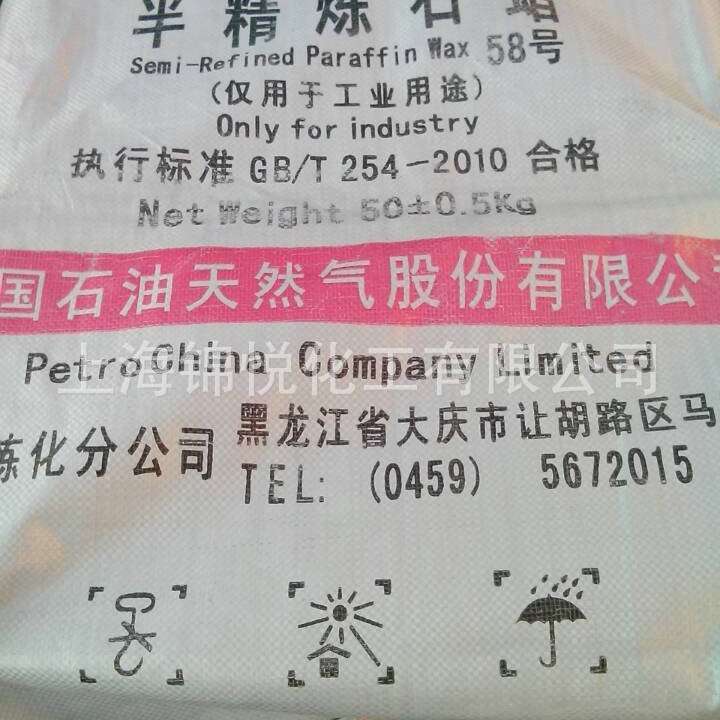 半精炼石蜡
Semi-Refined Paraffin Wax 58号
(仅用于工业用途)
Only for industry
执行标准 GB/T 254-2010 合格
Net Weight 50±0.5Kg
国石油天然气股份有限公司
PetroChina Company Limited
上海锦悦化工有限公司
炼化分公司 黑龙江省大庆市让胡路区马
TEL: (0459) 5672015